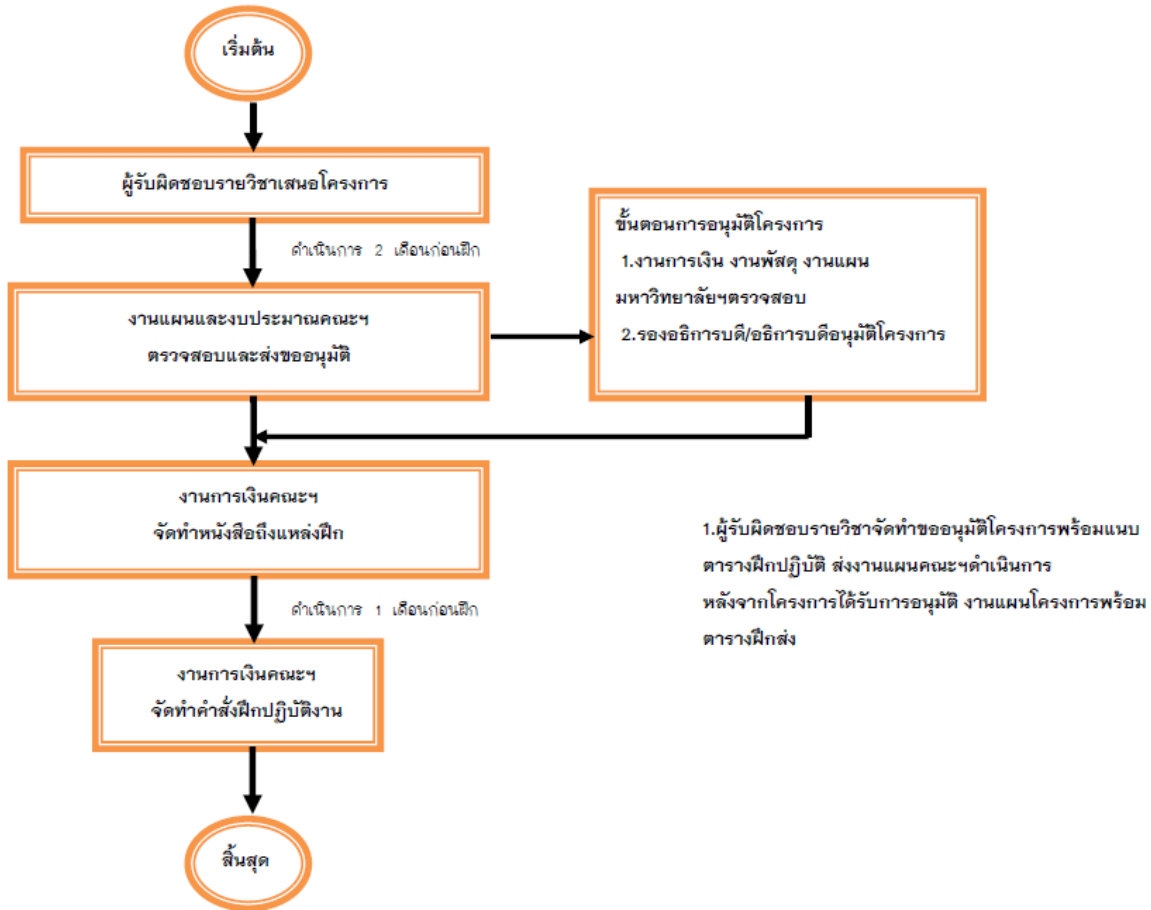 เริ่มต้น
ผู้รับผิดชอบรายวิชาเสนอโครงการ
ดำเนินการ 2 เดือนก่อนฝึก
งานแผนและงบประมาณคณะฯ
ตรวจสอบและส่งขออนุมัติ
ขั้นตอนการอนุมัติโครงการ
1.งานการเงิน งานพัสดุ งานแผน
มหาวิทยาลัยฯตรวจสอบ
2.รองอธิการบดี/อธิการบดีอนุมัติโครงการ
งานการเงินคณะฯ
จัดทำหนังสือถึงแหล่งฝึก
ดำเนินการ 1 เดือนก่อนฝึก
งานการเงินคณะฯ
จัดทำคำสั่งฝึกปฏิบัติงาน
สิ้นสุด
1.ผู้รับผิดชอบรายวิชาจัดทำขออนุมัติโครงการพร้อมแนบ
ตารางฝึกปฏิบัติ ส่งงานแผนคณะฯดำเนินการ
หลังจากโครงการได้รับการอนุมัติ งานแผนโครงการพร้อม
ตารางฝึกส่ง